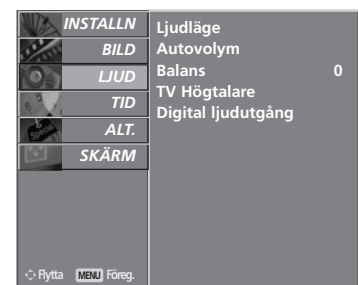 INSTALLN
BILD
LJUD
TID
ALT.
SKÄRM
Flytta MENU Föreg.
Ljudläge
Autovolym
Balans 0
TV Högtalare
Digital ljudutgång